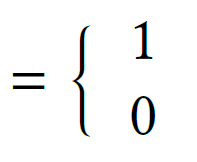 = { 1
0